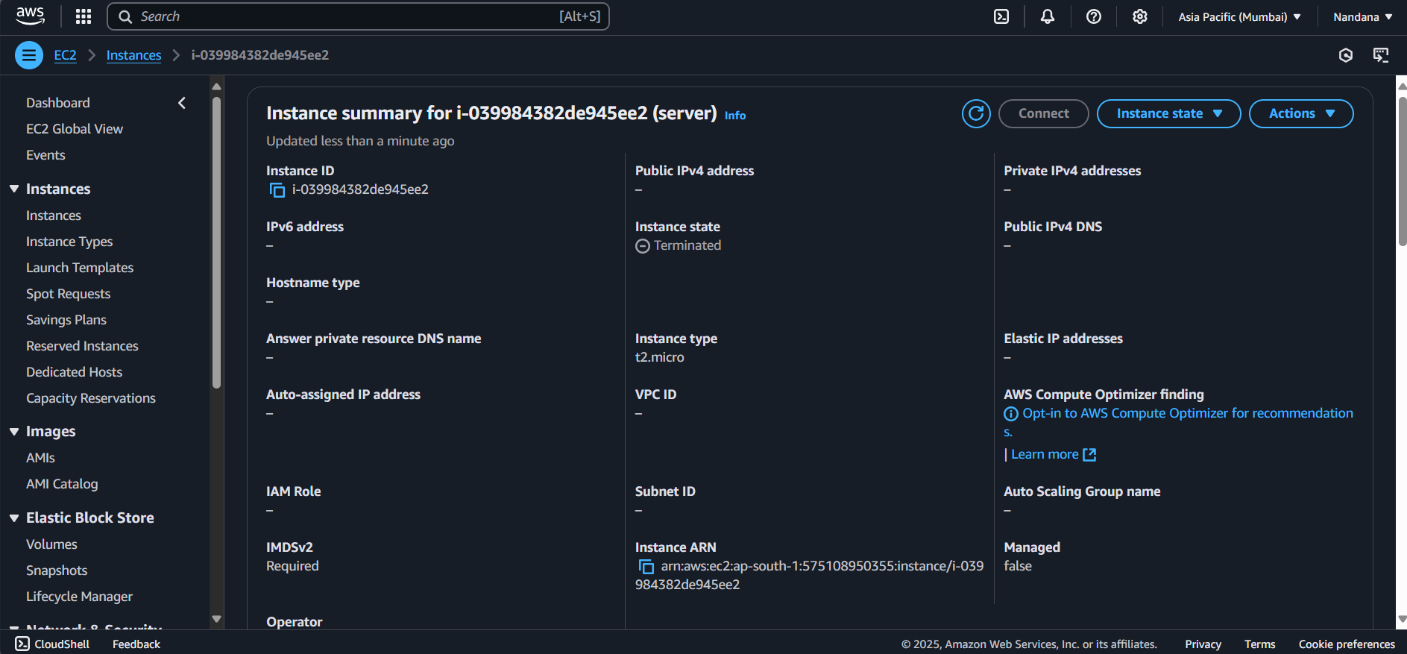 aws
Search [Alt+S]
Asia Pacific (Mumbai) ▼
Nandana ▼
EC2 > Instances > i-039984382de945ee2
Dashboard
EC2 Global View
Events
Instances
Instances
Instance Types
Launch Templates
Spot Requests
Savings Plans
Reserved Instances
Dedicated Hosts
Capacity Reservations
Images
AMIs
AMI Catalog
Elastic Block Store
Volumes
Snapshots
Lifecycle Manager
Network & Security
Instance summary for i-039984382de945ee2 (server) Info
Updated less than a minute ago
Connect
Instance state ▼
Actions ▼
Instance ID
i-039984382de945ee2
Public IPv4 address
–
Private IPv4 addresses
–
IPv6 address
–
Instance state
Terminated
Public IPv4 DNS
–
Hostname type
–
Answer private resource DNS name
–
Instance type
t2.micro
Elastic IP addresses
–
Auto-assigned IP address
–
VPC ID
–
AWS Compute Optimizer finding
Opt-in to AWS Compute Optimizer for recommendation
s.
| Learn more
IAM Role
–
Subnet ID
–
Auto Scaling Group name
–
IMDSv2
Required
Instance ARN
arn:aws:ec2:ap-south-1:575108950355:instance/i-039
984382de945ee2
Managed
false
Operator
CloudShell
Feedback
© 2025, Amazon Web Services, Inc. or its affiliates.
Privacy
Terms
Cookie preferences